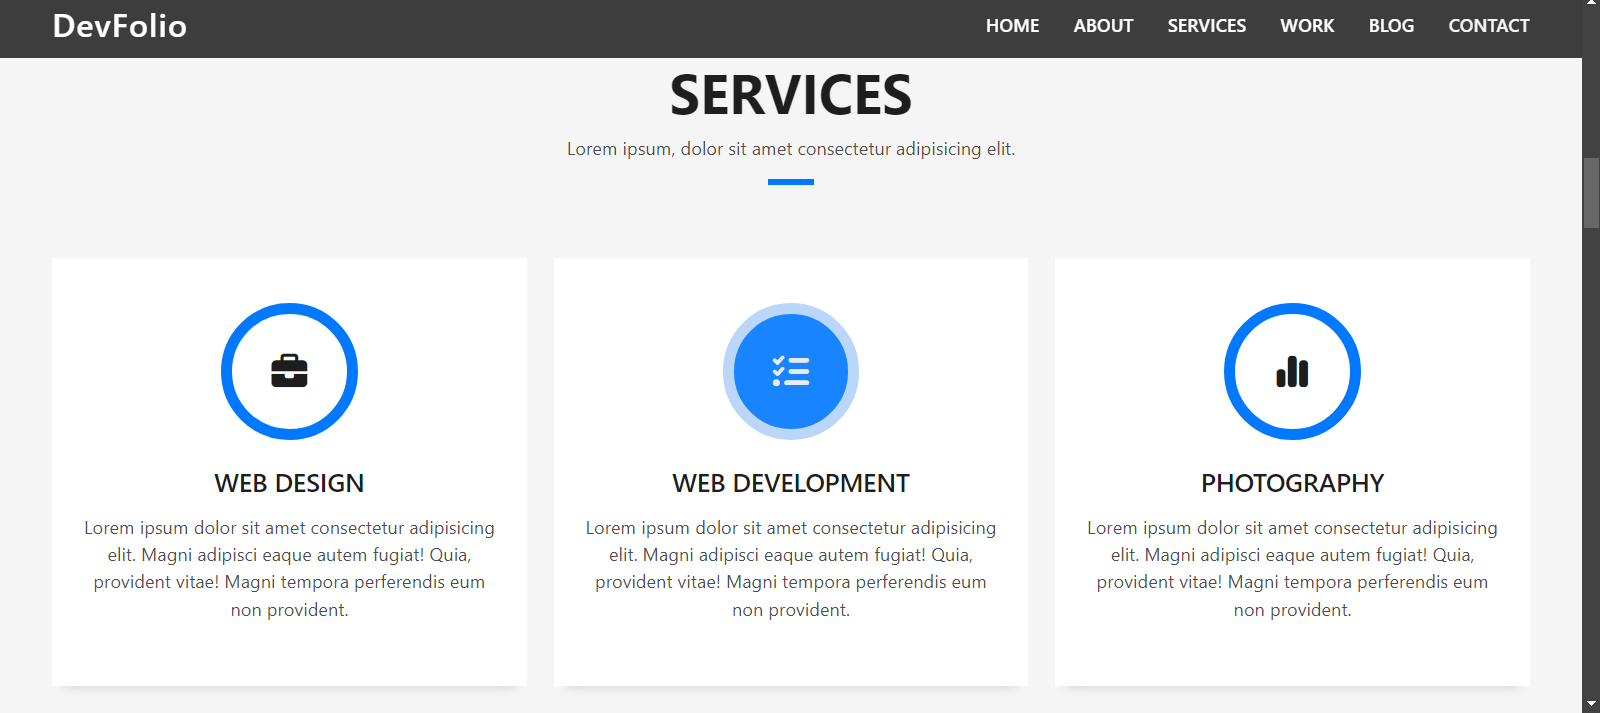 DevFolio
HOME ABOUT SERVICES WORK BLOG CONTACT
SERVICES
Lorem ipsum, dolor sit amet consectetur adipisicing elit.
WEB DESIGN
Lorem ipsum dolor sit amet consectetur adipisicing
elit. Magni adipisci eaque autem fugiat! Quia,
provident vitae! Magni tempora perferendis eum
non provident.
WEB DEVELOPMENT
Lorem ipsum dolor sit amet consectetur adipisicing
elit. Magni adipisci eaque autem fugiat! Quia,
provident vitae! Magni tempora perferendis eum
non provident.
PHOTOGRAPHY
Lorem ipsum dolor sit amet consectetur adipisicing
elit. Magni adipisci eaque autem fugiat! Quia,
provident vitae! Magni tempora perferendis eum
non provident.